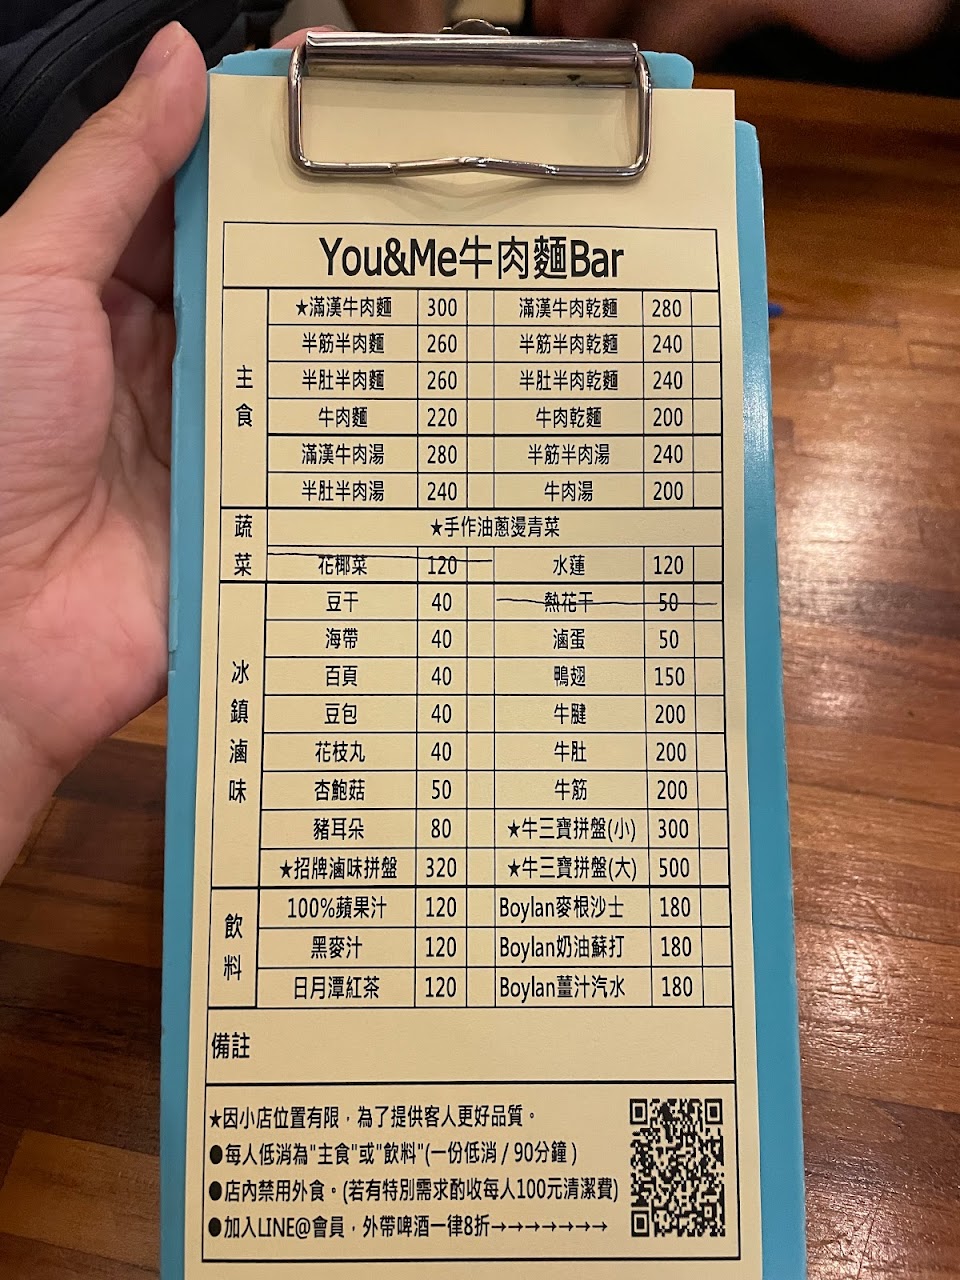 You&Me牛肉麵Bar
主食
★滿漢牛肉麵 300 滿漢牛肉乾麵 280
半筋半肉麵 260 半筋半肉乾麵 240
半肚半肉麵 260 半肚半肉乾麵 240
牛肉麵 220 牛肉乾麵 200
滿漢牛肉湯 280 半筋半肉湯 240
半肚半肉湯 240 牛肉湯 200
蔬菜
★手作油蔥燙青菜
花椰菜 120 水蓮 120
冰鎮滷味
豆干 40 熱花干 50
海帶 40 滷蛋 50
百頁 40 鴨翅 150
豆包 40 牛腱 200
花枝丸 40 牛肚 200
杏鮑菇 50 牛筋 200
豬耳朵 80 ★牛三寶拼盤(小) 300
★招牌滷味拼盤 320 ★牛三寶拼盤(大) 500
飲料
100%蘋果汁 120 Boylan麥根沙士 180
黑麥汁 120 Boylan奶油蘇打 180
日月潭紅茶 120 Boylan薑汁汽水 180
備註
★因小店位置有限，為了提供客人更好品質。
●每人低消為"主食"或"飲料"(一份低消 / 90分鐘 )
●店內禁用外食。(若有特別需求酌收每人100元清潔費)
●加入LINE@會員，外帶啤酒一律8折→→→→→→→